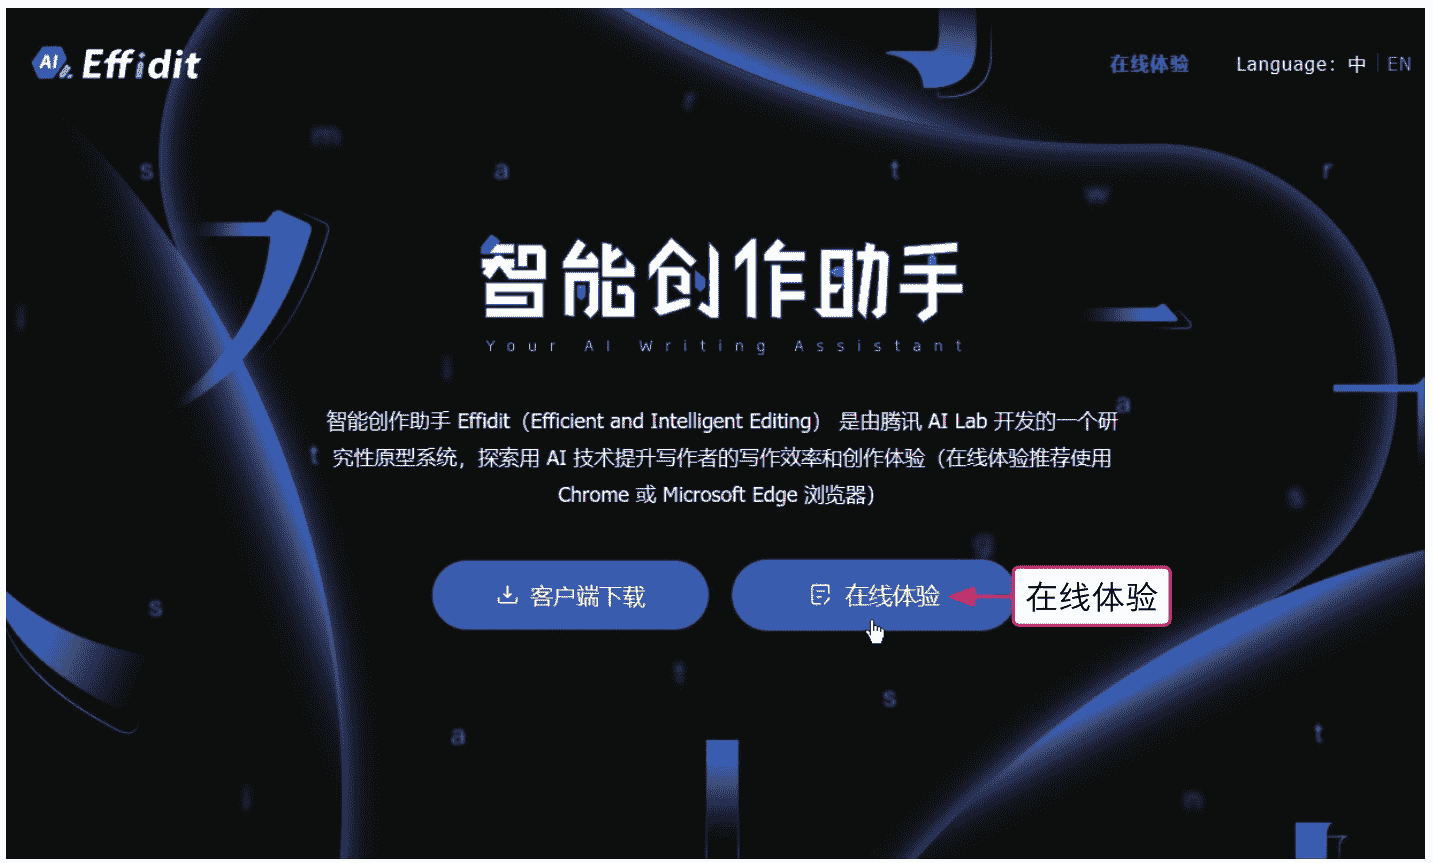 AI Effidit
在线体验 Language: 中 | EN
智能创作助手
Your AI Writing Assistant
智能创作助手 Effidit（Efficient and Intelligent Editing） 是由腾讯 AI Lab 开发的一个研
究性原型系统，探索用 AI 技术提升写作者的写作效率和创作体验（在线体验推荐使用
Chrome 或 Microsoft Edge 浏览器）
客户端下载
在线体验
在线体验